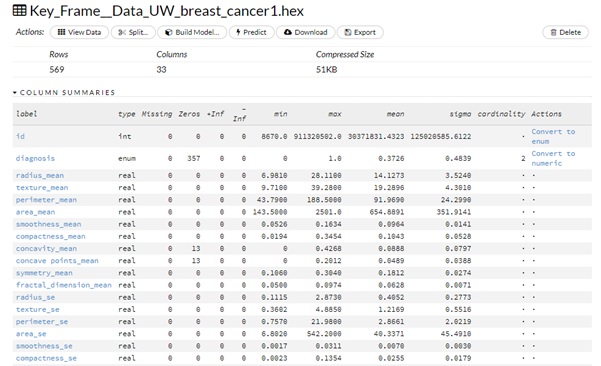 Key_Frame__Data_UW_breast_cancer1.hex
Actions: View Data Split... Build Model... Predict Download Export Delete
Rows Columns Compressed Size
569 33 51KB
COLUMN SUMMARIES
label type Missing Zeros +Inf -Inf min max mean sigma cardinality Actions
id int 0 0 0 0 8670.0 911320502.0 30371831.4323 125020585.6122 · Convert to enum
diagnosis enum 0 357 0 0 0 1.0 0.3726 0.4839 2 Convert to numeric
radius_mean real 0 0 0 0 6.9810 28.1100 14.1273 3.5240 · ·
texture_mean real 0 0 0 0 9.7100 39.2800 19.2896 4.3010 · ·
perimeter_mean real 0 0 0 0 43.7900 188.5000 91.9690 24.2990 · ·
area_mean real 0 0 0 0 143.5000 2501.0 654.8891 351.9141 · ·
smoothness_mean real 0 0 0 0 0.0526 0.1634 0.0964 0.0141 · ·
compactness_mean real 0 0 0 0 0.0194 0.3454 0.1043 0.0528 · ·
concavity_mean real 0 13 0 0 0 0.4268 0.0888 0.0797 · ·
concave points_mean real 0 13 0 0 0 0.2012 0.0489 0.0388 · ·
symmetry_mean real 0 0 0 0 0.1060 0.3040 0.1812 0.0274 · ·
fractal_dimension_mean real 0 0 0 0 0.0500 0.0974 0.0628 0.0071 · ·
radius_se real 0 0 0 0 0.1115 2.8730 0.4052 0.2773 · ·
texture_se real 0 0 0 0 0.3602 4.8850 1.2169 0.5516 · ·
perimeter_se real 0 0 0 0 0.7570 21.9800 2.8661 2.0219 · ·
area_se real 0 0 0 0 6.8020 542.2000 40.3371 45.4910 · ·
smoothness_se real 0 0 0 0 0.0017 0.0311 0.0070 0.0030 · ·
compactness_se real 0 0 0 0 0.0023 0.1354 0.0255 0.0179 · ·